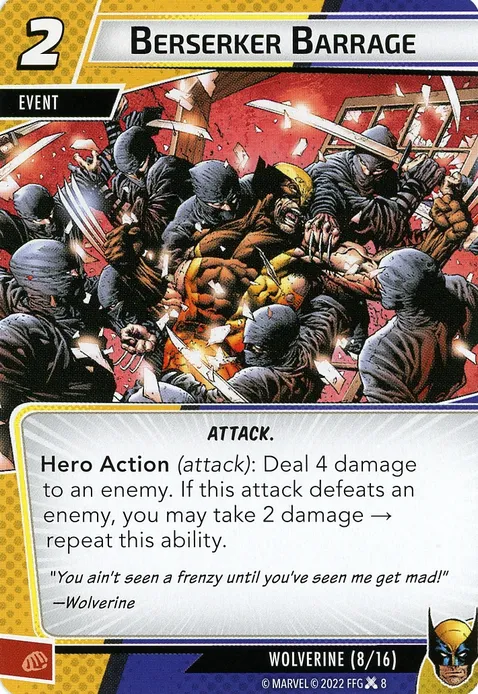 2
BERSERKER BARRAGE
EVENT
ATTACK.
Hero Action (attack): Deal 4 damage
to an enemy. If this attack defeats an
enemy, you may take 2 damage →
repeat this ability.
"You ain't seen a frenzy until you've seen me get mad!"
—Wolverine
WOLVERINE (8/16)
© MARVEL © 2022 FFG 8